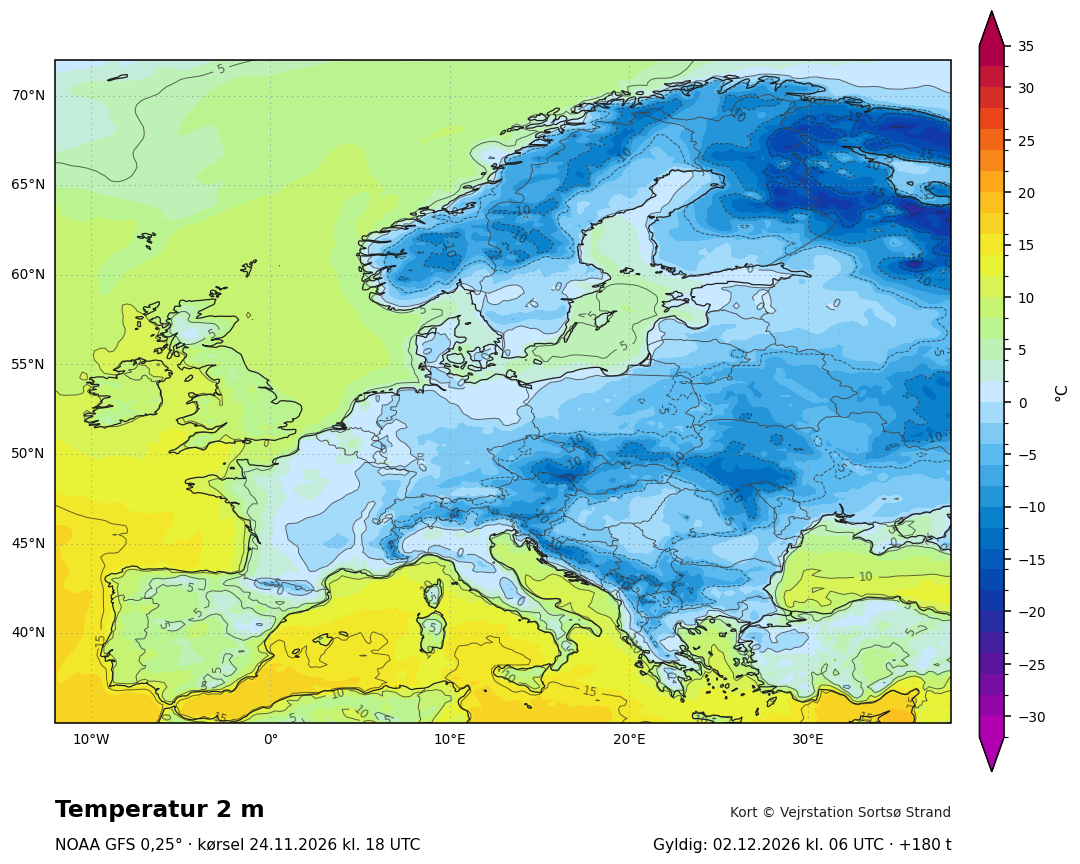 35
30
25
20
15
10
5
0
−5
−10
−15
−20
−25
−30
°C
70°N
65°N
60°N
55°N
50°N
45°N
40°N
10°W 0° 10°E 20°E 30°E
Temperatur 2 m
Kort © Vejrstation Sortsø Strand
NOAA GFS 0,25° · kørsel 24.11.2026 kl. 18 UTC
Gyldig: 02.12.2026 kl. 06 UTC · +180 t